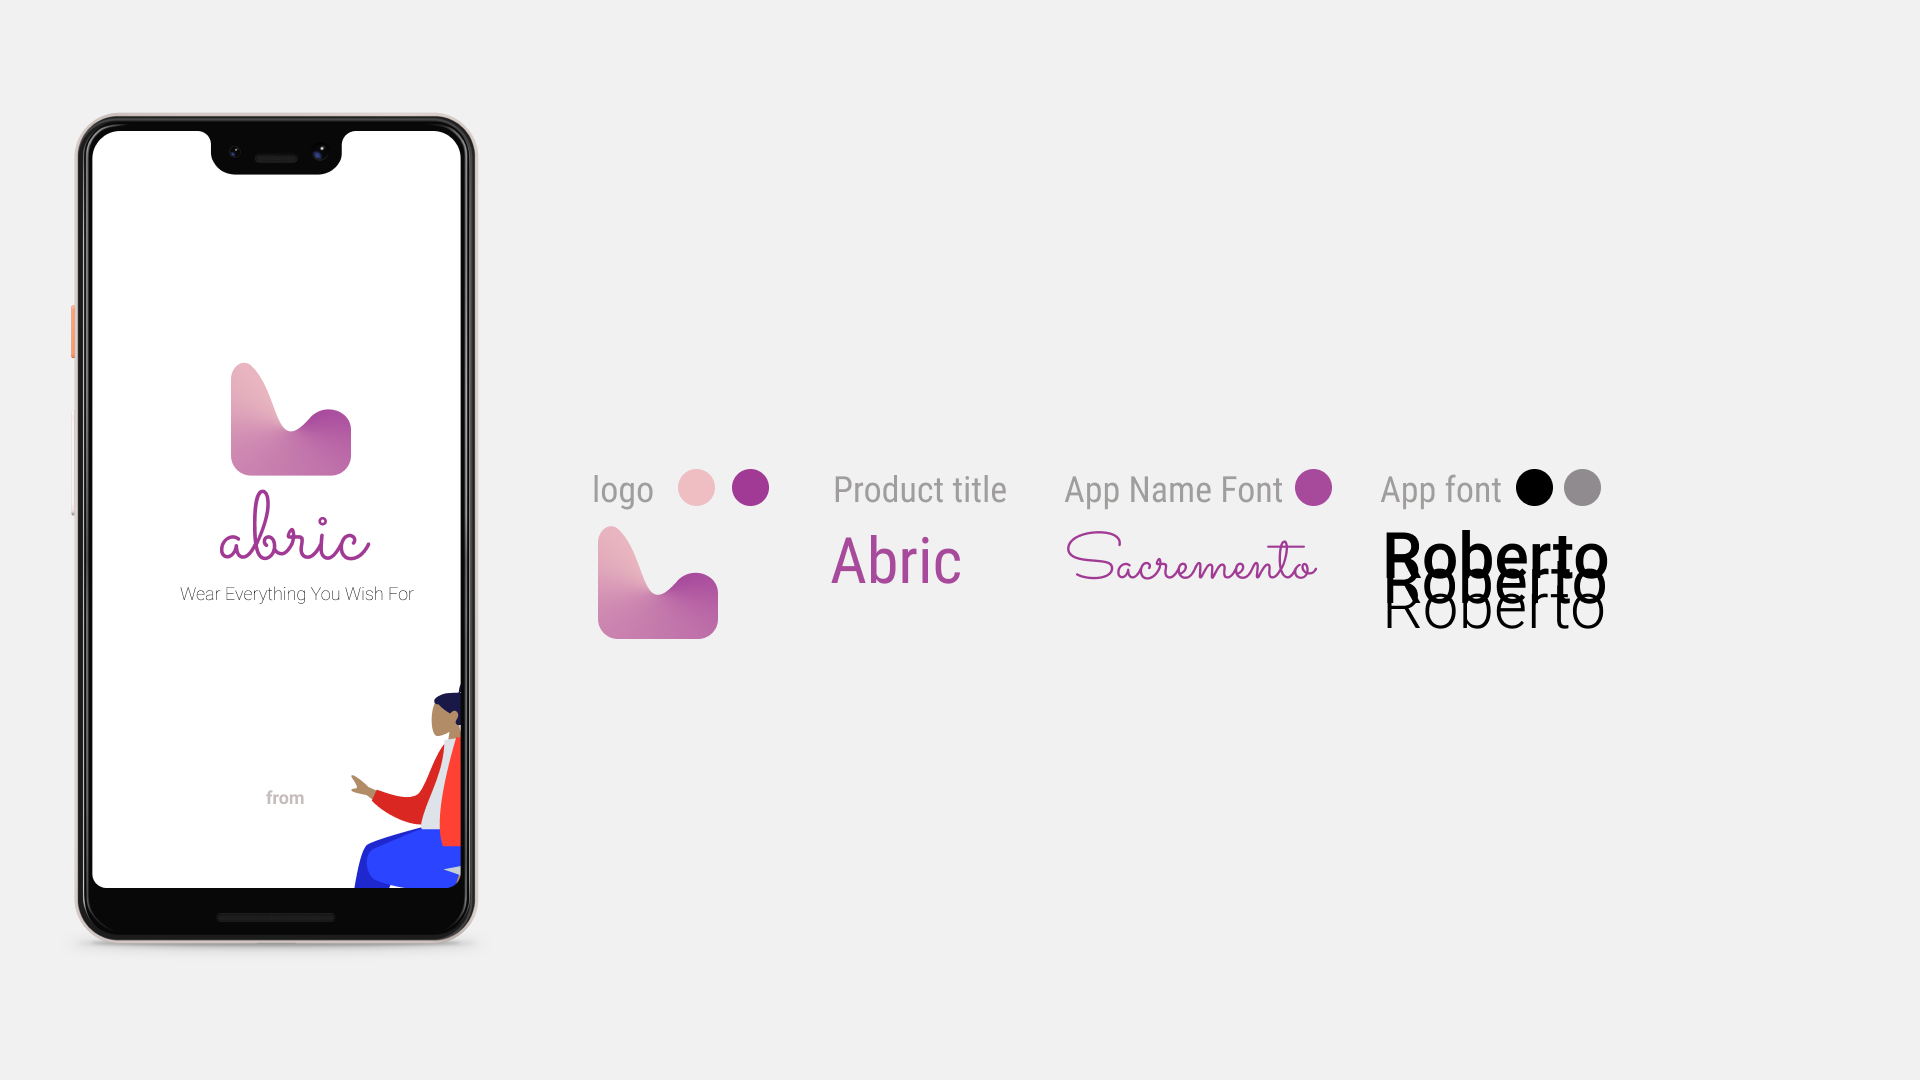 abric
Wear Everything You Wish For
from
logo
Product title
Abric
App Name Font
Sacremento
App font
Roberto
Roberto
Roberto